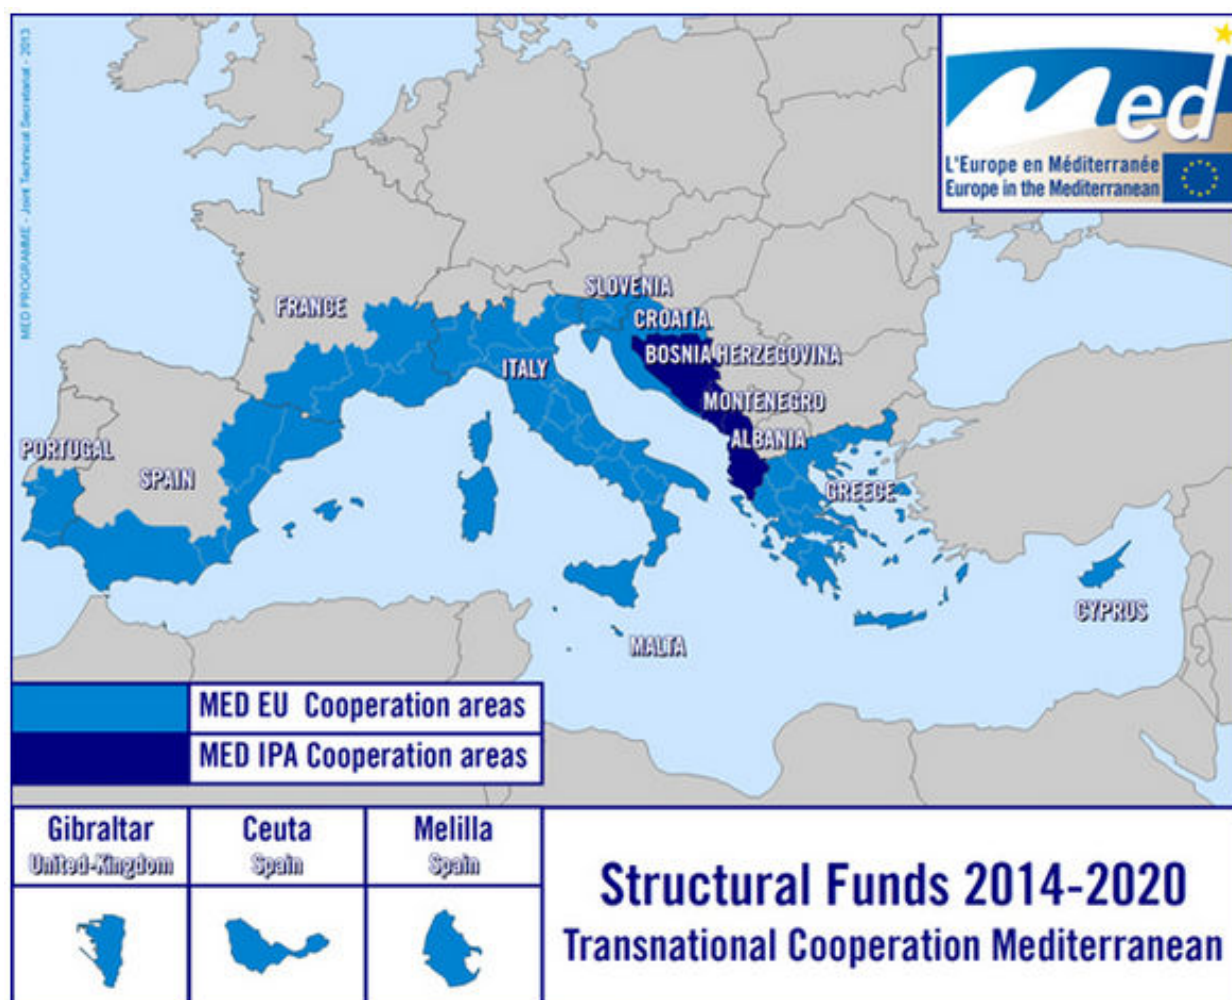 MED PROGRAMME - Joint Technical Secretariat - 2013
Med
L'Europe en Méditerranée
Europe in the Mediterranean
SLOVENIA
FRANCE
CROATIA
BOSNIA HERZEGOVINA
ITALY
MONTENEGRO
ALBANIA
PORTUGAL
SPAIN
GREECE
CYPRUS
MALTA
MED EU Cooperation areas
MED IPA Cooperation areas
Gibraltar
United-Kingdom
Ceuta
Spain
Melilla
Spain
Structural Funds 2014-2020
Transnational Cooperation Mediterranean